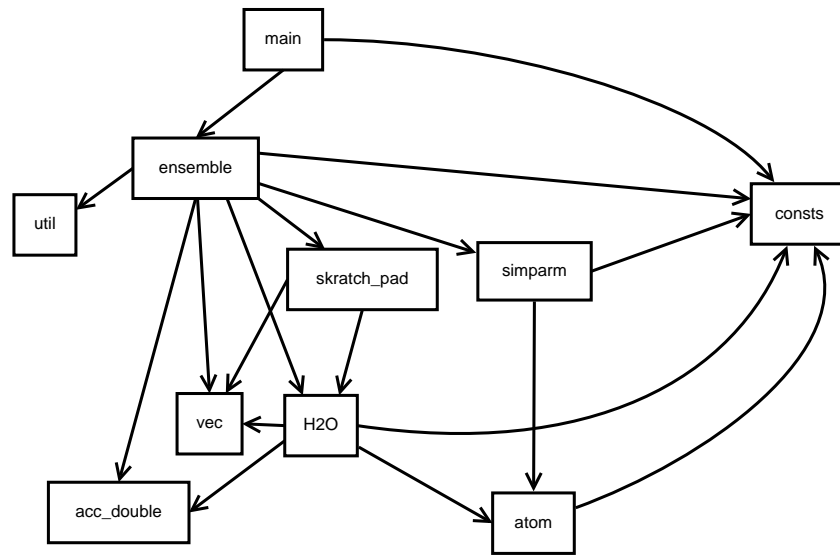 main
ensemble
util
consts
skratch_pad
simparm
vec
H2O
acc_double
atom